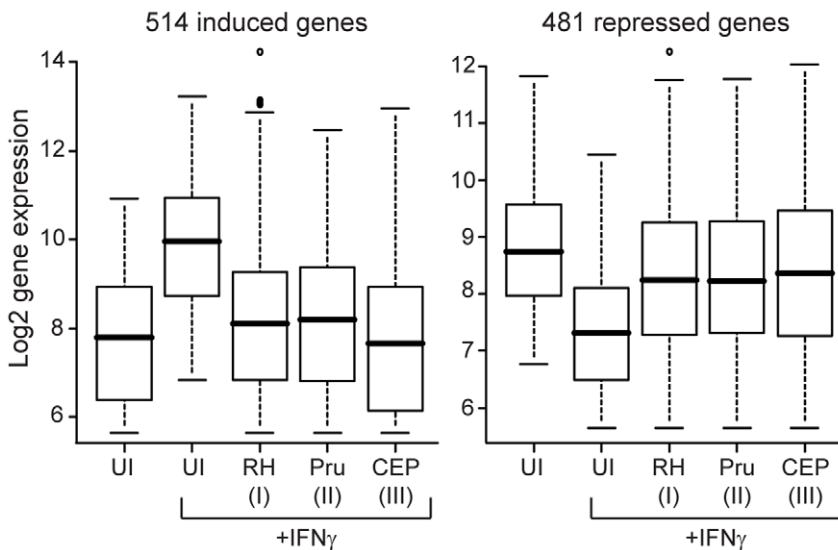 514 induced genes
481 repressed genes
Log2 gene expression
14
12
10
8
6
12
11
10
9
8
7
6
UI
UI
RH
Pru
CEP
(I)
(II)
(III)
+IFNγ
UI
UI
RH
Pru
CEP
(I)
(II)
(III)
+IFNγ